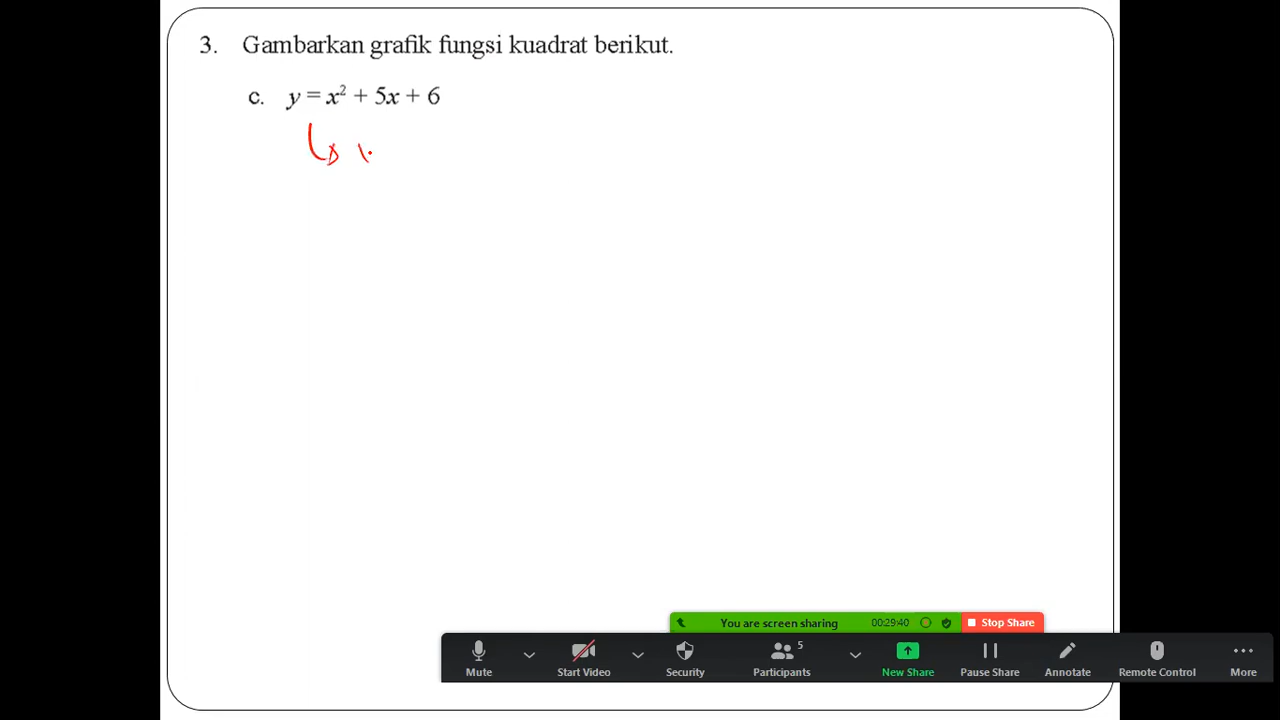 3. Gambarkan grafik fungsi kuadrat berikut.
c. y = x² + 5x + 6
You are screen sharing 00:29:40 Stop Share
Mute Start Video Security Participants 5 New Share Pause Share Annotate Remote Control More